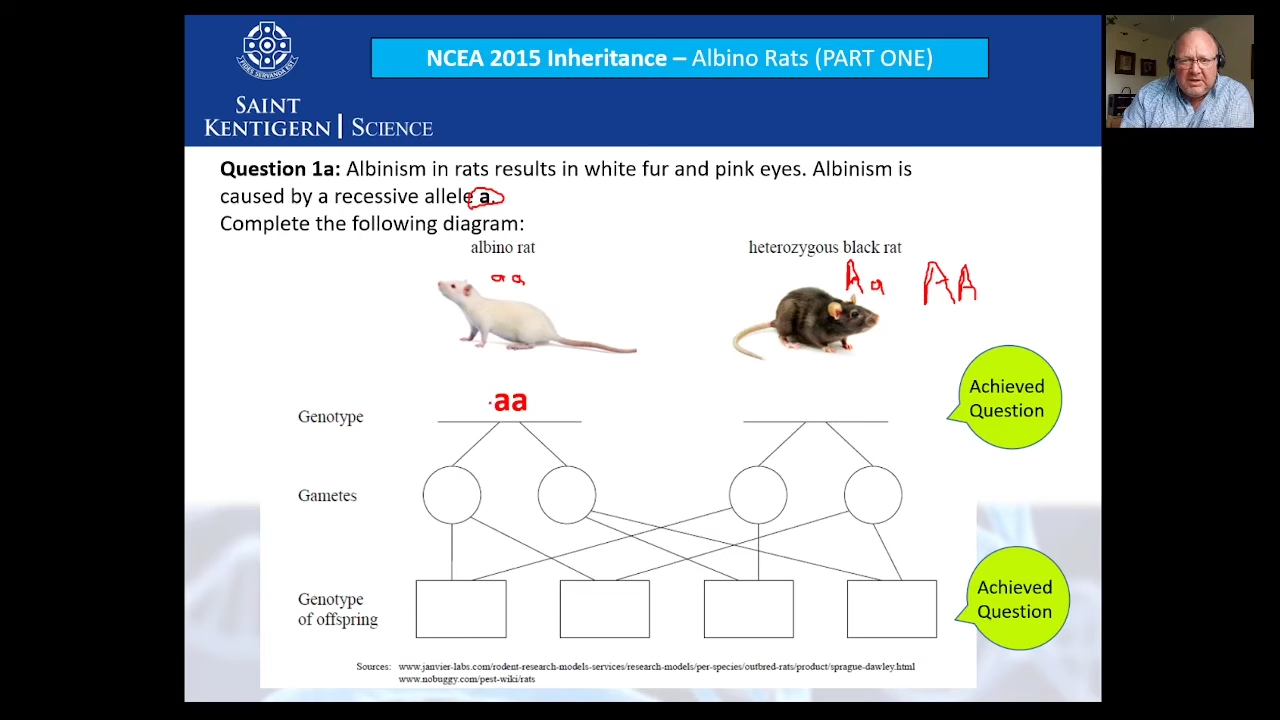 NCEA 2015 Inheritance – Albino Rats (PART ONE)
FIDES SERVANDA EST
SAINT
KENTIGERN | SCIENCE
Question 1a: Albinism in rats results in white fur and pink eyes. Albinism is
caused by a recessive allele a.
Complete the following diagram:
albino rat
heterozygous black rat
aa
Aa
AA
Achieved
Question
aa
Genotype
Gametes
Genotype
of offspring
Achieved
Question
Sources: www.janvier-labs.com/rodent-research-models-services/research-models/per-species/outbred-rats/product/sprague-dawley.html
www.nobuggy.com/pest-wiki/rats